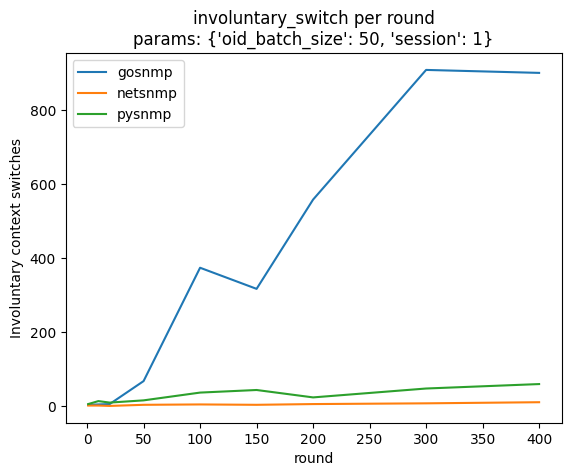 involuntary_switch per round
params: {'oid_batch_size': 50, 'session': 1}
gosnmp
netsnmp
pysnmp
Involuntary context switches
800
600
400
200
0
0 50 100 150 200 250 300 350 400
round